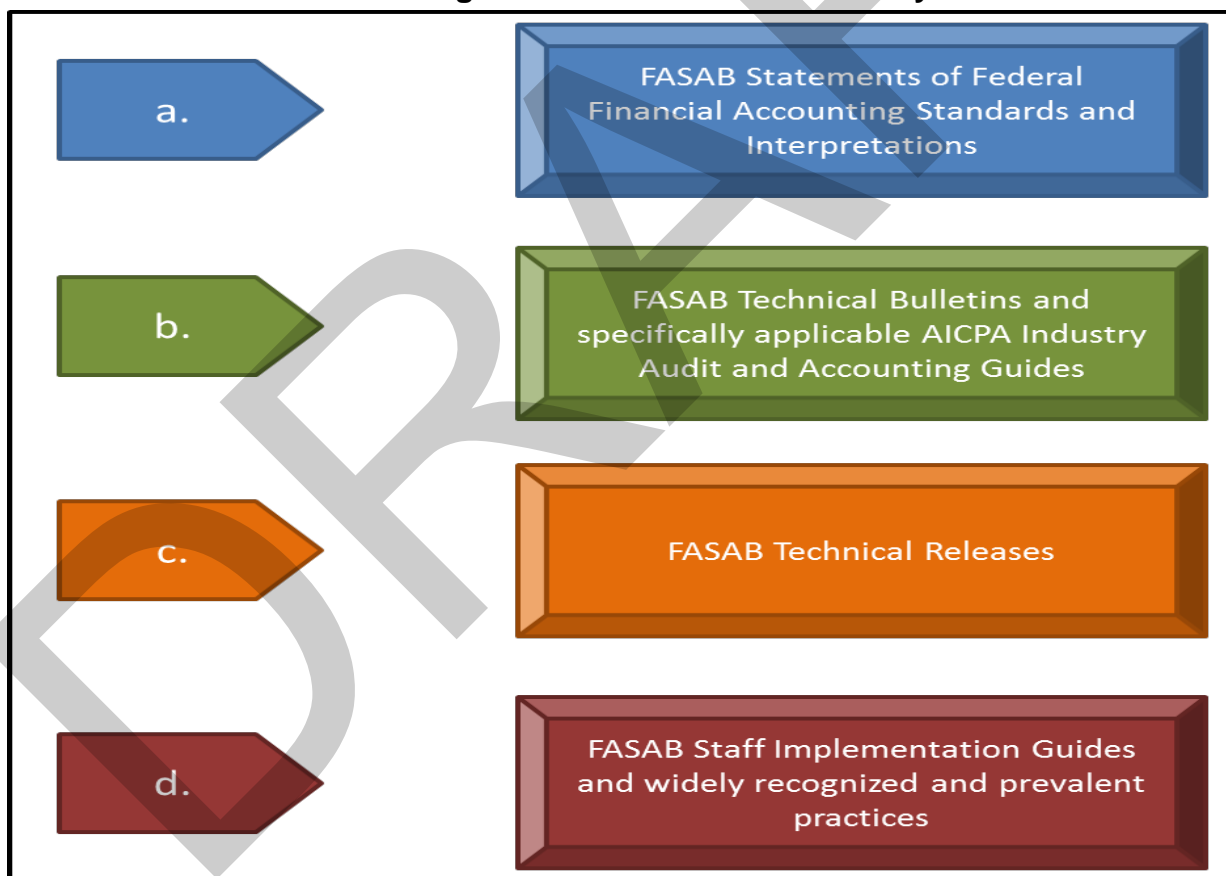 a.
FASAB Statements of Federal
Financial Accounting Standards and
Interpretations
b.
FASAB Technical Bulletins and
specifically applicable AICPA Industry
Audit and Accounting Guides
c.
FASAB Technical Releases
d.
FASAB Staff Implementation Guides
and widely recognized and prevalent
practices